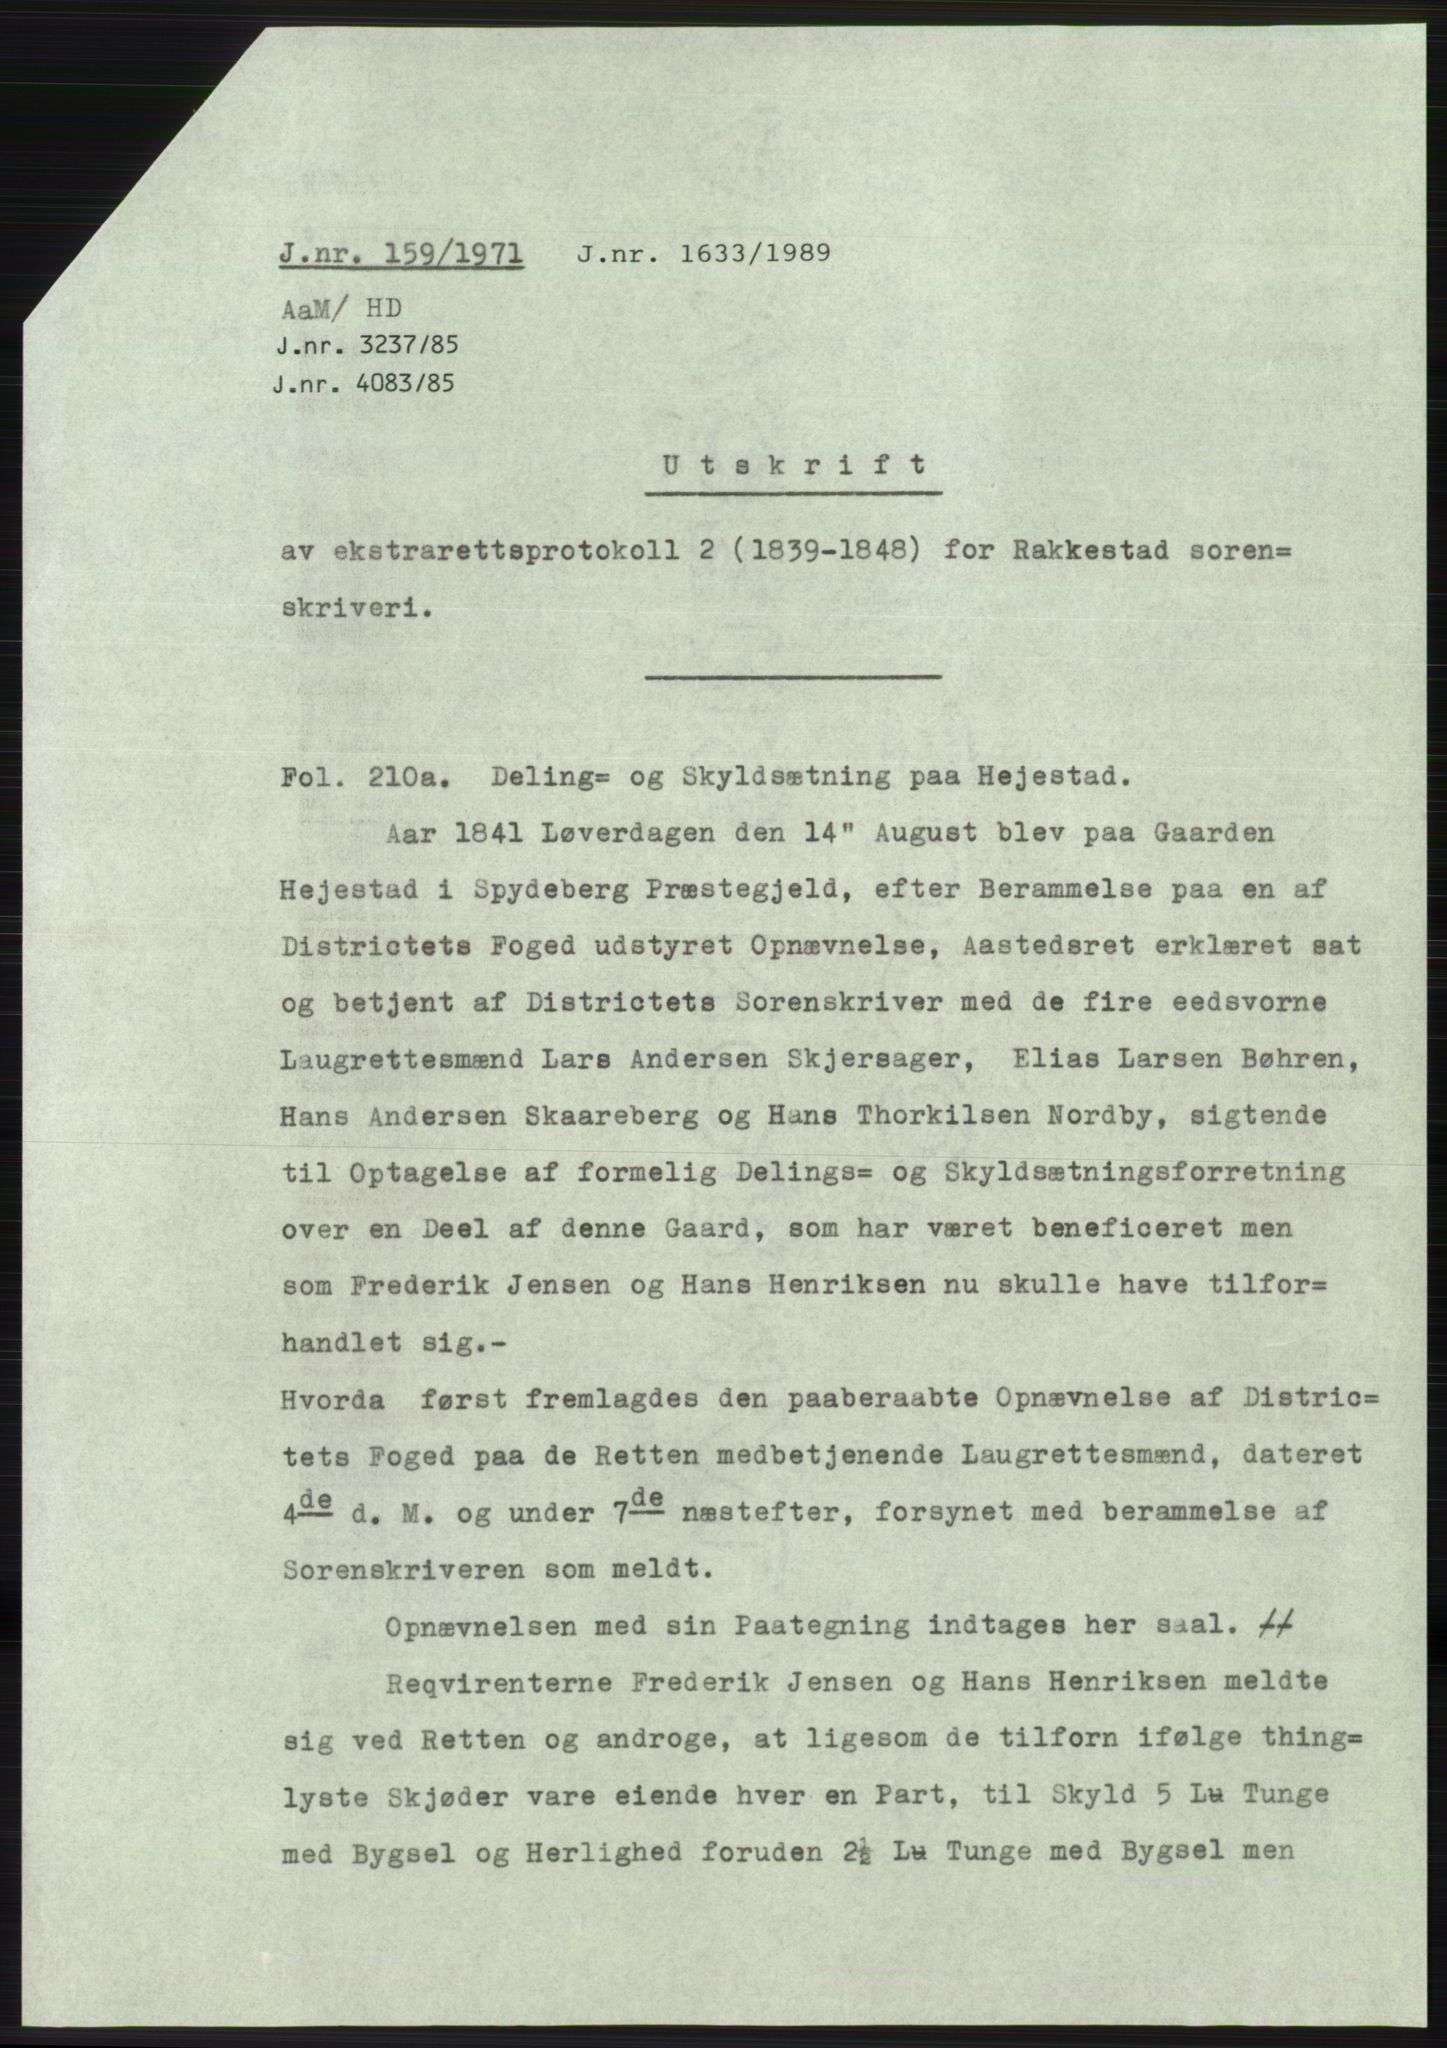 J.nr. 159/1971 J.nr. 1633/1989
AaM/ HD
J.nr. 3237/85
J.nr. 4083/85
U t s k r i f t
av ekstrarettsprotokoll 2 (1839-1848) for Rakkestad soren=
skriveri.
Fol. 210a. Deling= og Skyldsætning paa Hejestad.
Aar 1841 Løverdagen den 14" August blev paa Gaarden
Hejestad i Spydeberg Præstegjeld, efter Berammelse paa en af
Districtets Foged udstyret Opnævnelse, Aastedsret erklæret sat
og betjent af Districtets Sorenskriver med de fire eedsvorne
Laugrettesmænd Lars Andersen Skjersager, Elias Larsen Bøhren,
Hans Andersen Skaareberg og Hans Thorkilsen Nordby, sigtende
til Optagelse af formelig Delings= og Skyldsætningsforretning
over en Deel af denne Gaard, som har været beneficeret men
som Frederik Jensen og Hans Henriksen nu skulle have tilfor=
handlet sig.-
Hvorda først fremlagdes den paaberaabte Opnævnelse af Distric=
tets Foged paa de Retten medbetjenende Laugrettesmænd, dateret
4de d. M. og under 7de næstefter, forsynet med berammelse af
Sorenskriveren som meldt.
Opnævnelsen med sin Paategning indtages her saal. //
Reqvirenterne Frederik Jensen og Hans Henriksen meldte
sig ved Retten og androge, at ligesom de tilforn ifølge thing=
lyste Skjøder vare eiende hver en Part, til Skyld 5 Lu Tunge
med Bygsel og Herlighed foruden 2½ Lu Tunge med Bygsel men